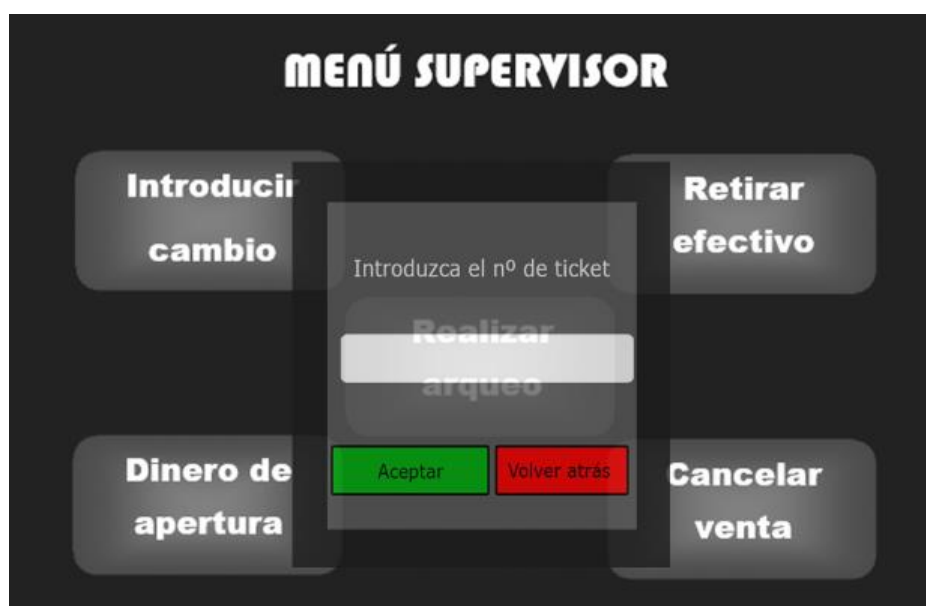 MENÚ SUPERVISOR
Introducir
cambio
Retirar
efectivo
Introduzca el nº de ticket
Realizar
arqueo
Aceptar
Volver atrás
Dinero de
apertura
Cancelar
venta